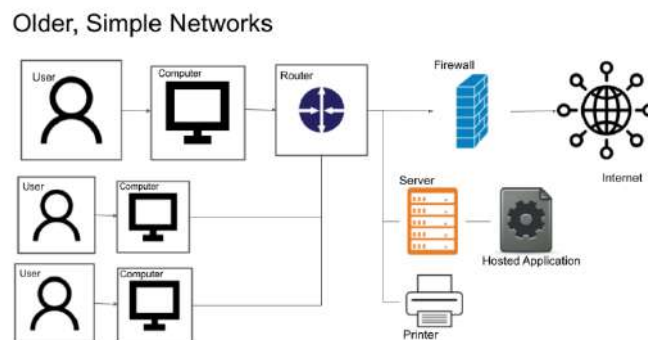 Older, Simple Networks
User
Computer
Router
Firewall
Internet
User
Computer
Server
Hosted Application
User
Computer
Printer